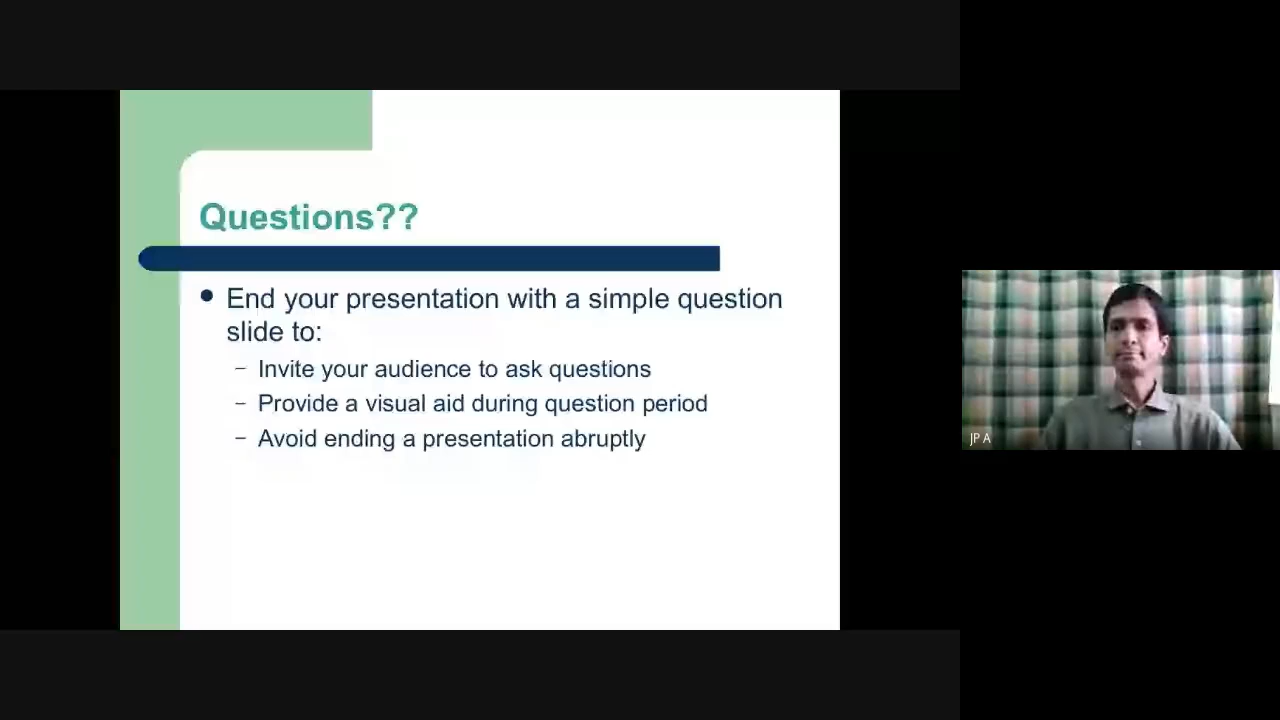 Questions??
End your presentation with a simple question
slide to:
– Invite your audience to ask questions
– Provide a visual aid during question period
– Avoid ending a presentation abruptly
JP A